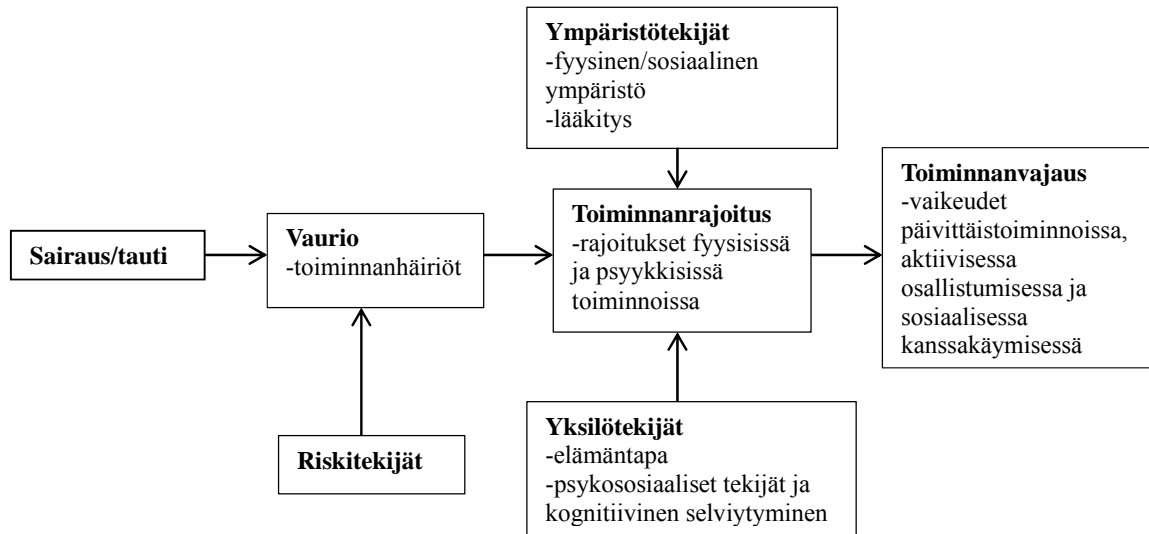 Ympäristötekijät
-fyysinen/sosiaalinen
ympäristö
-lääkitys
Sairaus/tauti
Vaurio
-toiminnanhäiriöt
Toiminnanrajoitus
-rajoitukset fyysisissä
ja psyykkisissä
toiminnoissa
Toiminnanvajaus
-vaikeudet
päivittäistoiminnoissa,
aktiivisessa
osallistumisessa ja
sosiaalisessa
kanssakäymisessä
Riskitekijät
Yksilötekijät
-elämäntapa
-psykososiaaliset tekijät ja
kognitiivinen selviytyminen